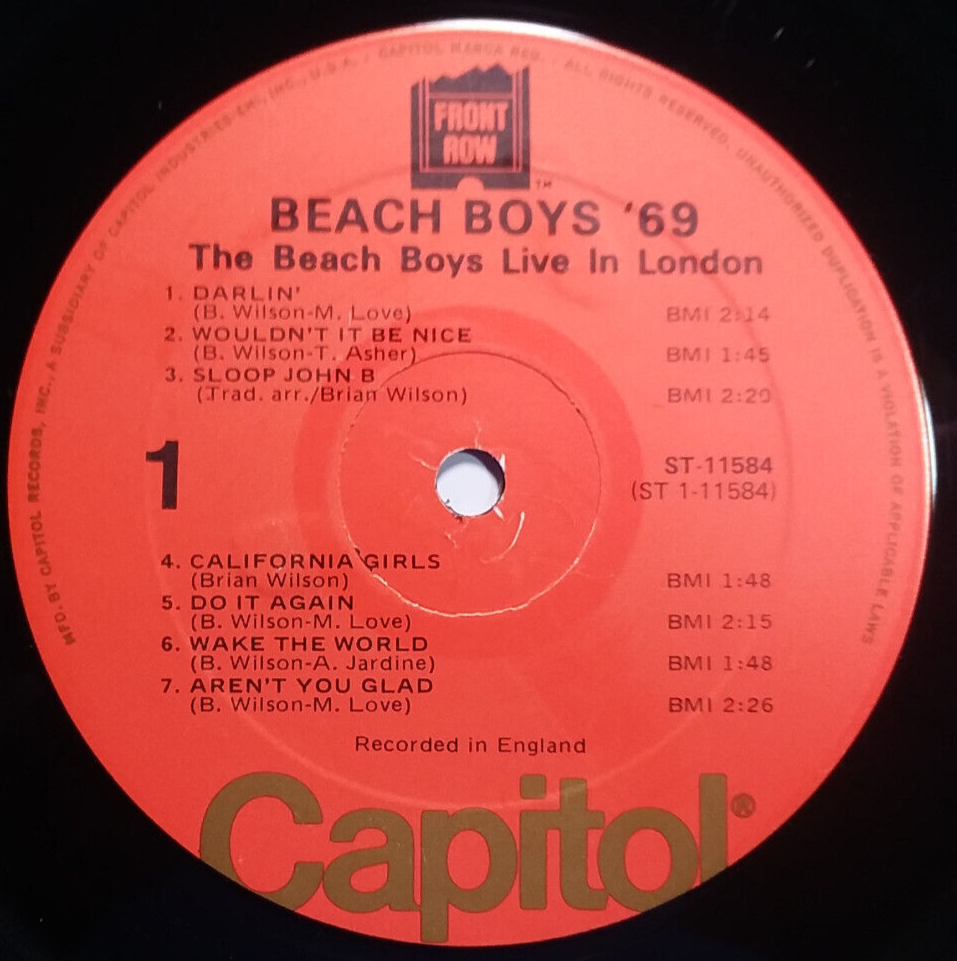 MFD. BY CAPITOL RECORDS, INC., A SUBSIDIARY OF CAPITOL INDUSTRIES-EMI, INC., U.S.A. / CAPITOL MARCA REG. · ALL RIGHTS RESERVED. UNAUTHORIZED DUPLICATION IS A VIOLATION OF APPLICABLE LAWS
FRONT
ROW
TM
BEACH BOYS '69
The Beach Boys Live In London
1. DARLIN'
(B. Wilson-M. Love) BMI 2:14
2. WOULDN'T IT BE NICE
(B. Wilson-T. Asher) BMI 1:45
3. SLOOP JOHN B
(Trad. arr./Brian Wilson) BMI 2:29
1
ST-11584
(ST 1-11584)
4. CALIFORNIA GIRLS
(Brian Wilson) BMI 1:48
5. DO IT AGAIN
(B. Wilson-M. Love) BMI 2:15
6. WAKE THE WORLD
(B. Wilson-A. Jardine) BMI 1:48
7. AREN'T YOU GLAD
(B. Wilson-M. Love) BMI 2:26
Recorded in England
Capitol®